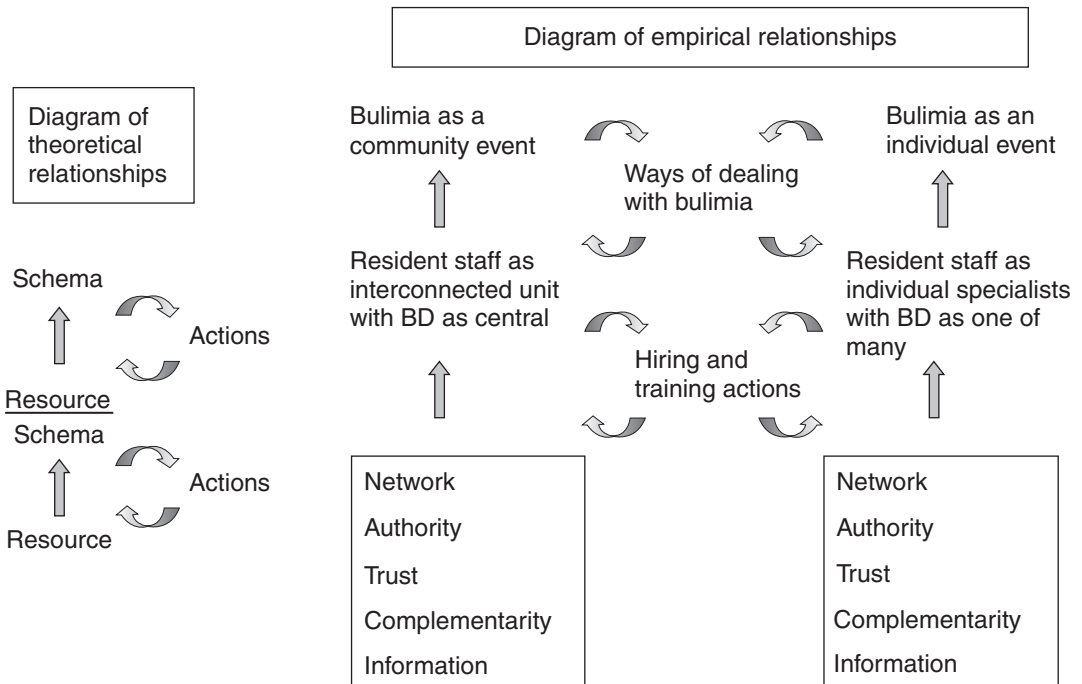 Diagram of empirical relationships
Diagram of
theoretical
relationships
Schema
Actions
Resource
Schema
Actions
Resource
Bulimia as a
community event
Ways of dealing
with bulimia
Bulimia as an
individual event
Resident staff as
interconnected unit
with BD as central
Hiring and
training actions
Resident staff as
individual specialists
with BD as one of
many
Network
Authority
Trust
Complementarity
Information
Network
Authority
Trust
Complementarity
Information